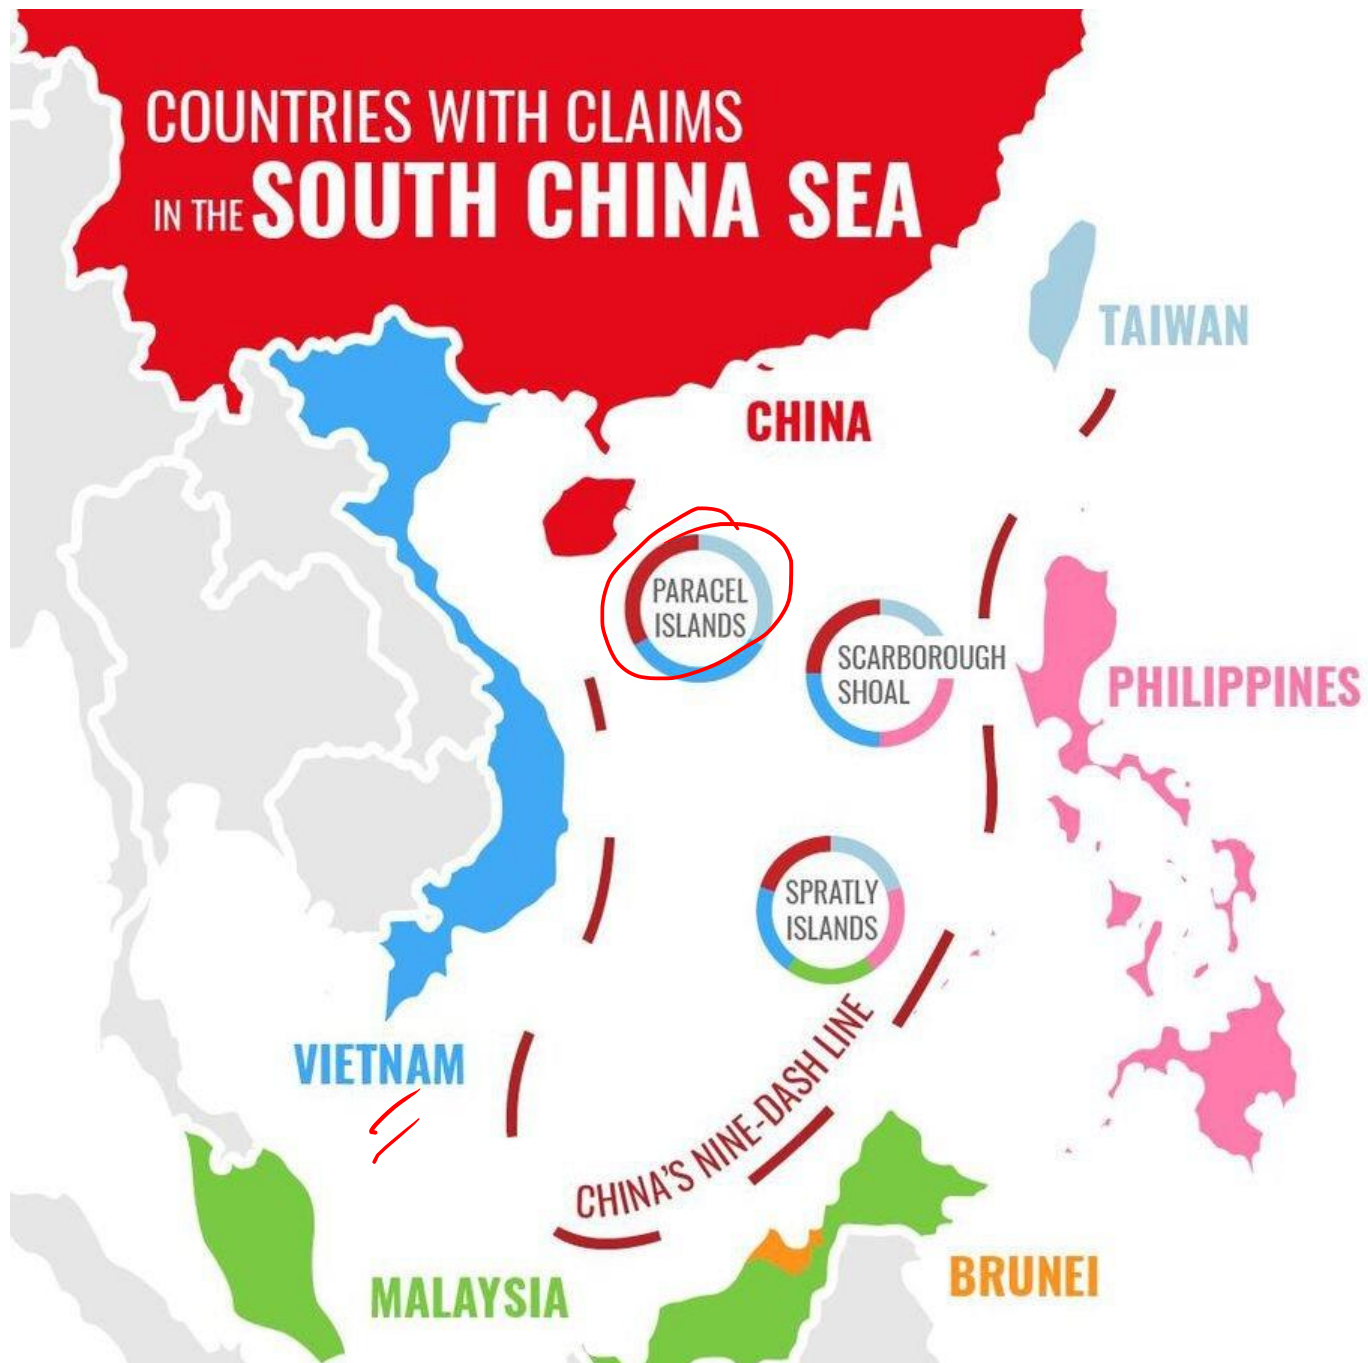 COUNTRIES WITH CLAIMS
IN THE SOUTH CHINA SEA
TAIWAN
CHINA
PARACEL
ISLANDS
SCARBOROUGH
SHOAL
PHILIPPINES
SPRATLY
ISLANDS
VIETNAM
CHINA'S NINE-DASH LINE
MALAYSIA
BRUNEI